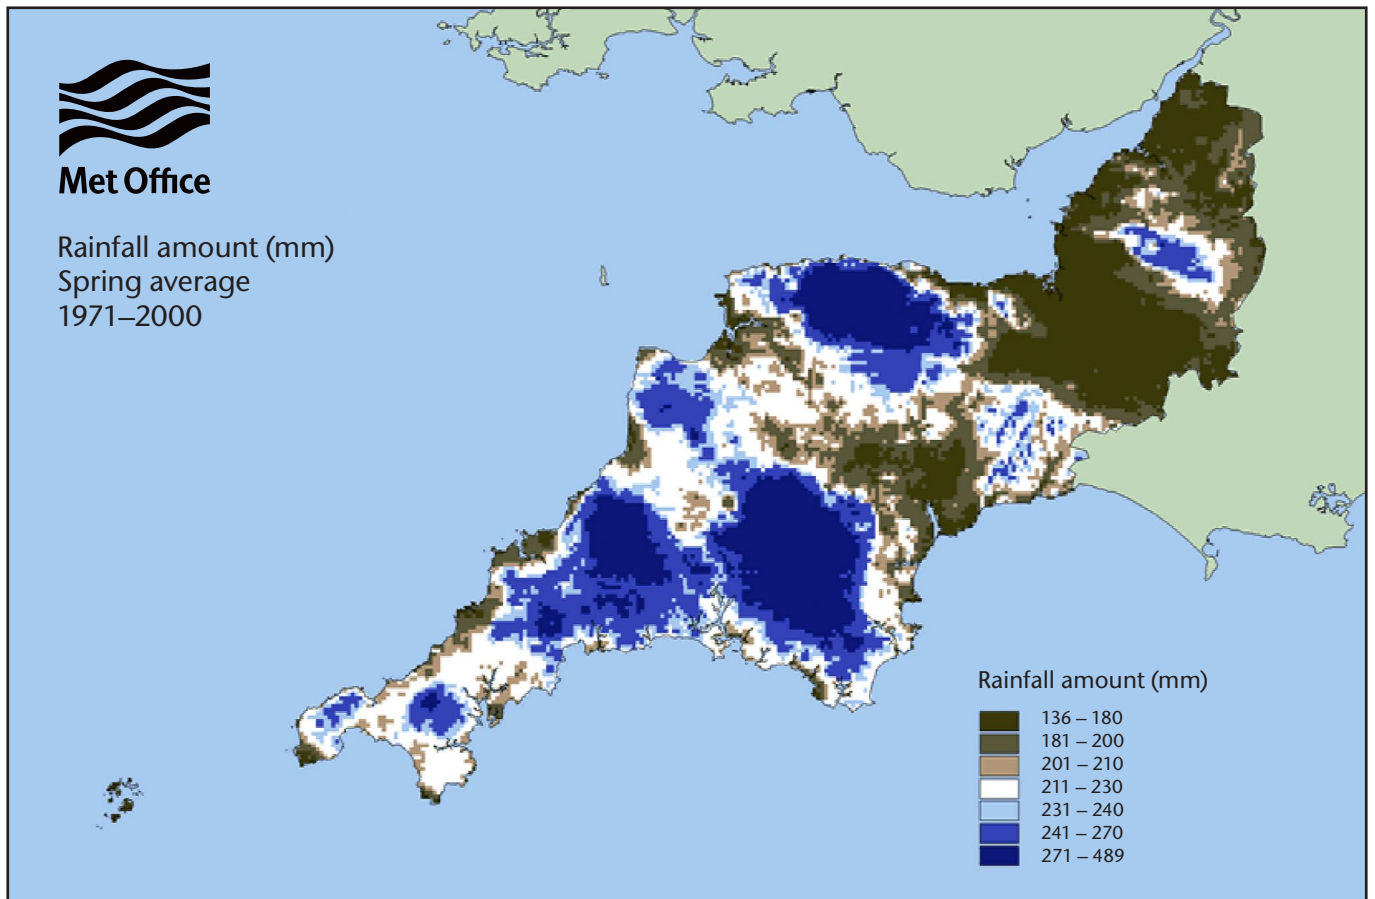 Met Office
Rainfall amount (mm)
Spring average
1971–2000
Rainfall amount (mm)
136 – 180
181 – 200
201 – 210
211 – 230
231 – 240
241 – 270
271 – 489